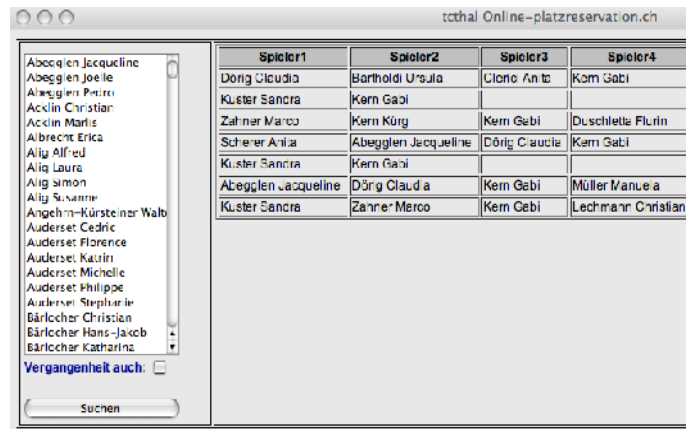 tcthal Online-platzreservation.ch
Abegglen Jacqueline
Abegglen Joelle
Abegglen Pedro
Acklin Christian
Acklin Marlis
Albrecht Erica
Alig Alfred
Alig Laura
Alig Simon
Alig Susanne
Angehrn-Kürsteiner Walb
Auderset Cedric
Auderset Florence
Auderset Katrin
Auderset Michelle
Auderset Philippe
Auderset Stephanie
Bärlocher Christian
Bärlocher Hans-Jakob
Bärlocher Katharina
Vergangenheit auch:
Suchen
Spieler1 Spieler2 Spieler3 Spieler4
Dörig Claudia Bartholdi Ursula Clerici Anita Kern Gabi
Kuster Sandra Kern Gabi
Zahner Marco Kern Kürg Kern Gabi Duschletta Flurin
Scherer Anita Abegglen Jacqueline Dörig Claudia Kern Gabi
Kuster Sandra Kern Gabi
Abegglen Jacqueline Dörig Claudia Kern Gabi Müller Manuela
Kuster Sandra Zahner Marco Kern Gabi Lechmann Christian